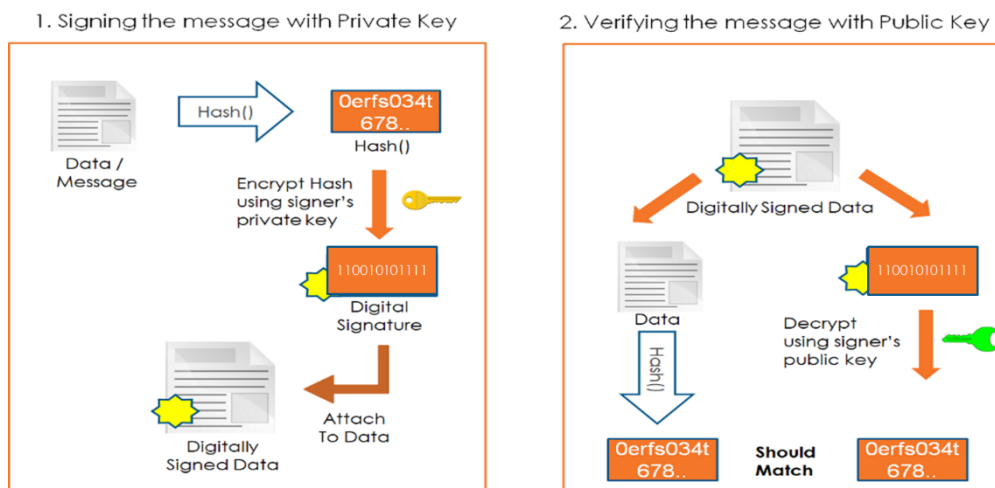 1. Signing the message with Private Key
Hash()
0erfs034t
678..
Hash()
Data /
Message
Encrypt Hash
using signer's
private key
110010101111
Digital
Signature
Attach
To Data
Digitally
Signed Data
2. Verifying the message with Public Key
Digitally Signed Data
110010101111
Data
Decrypt
using signer's
public key
Hash()
0erfs034t
678..
Should
Match
0erfs034t
678..